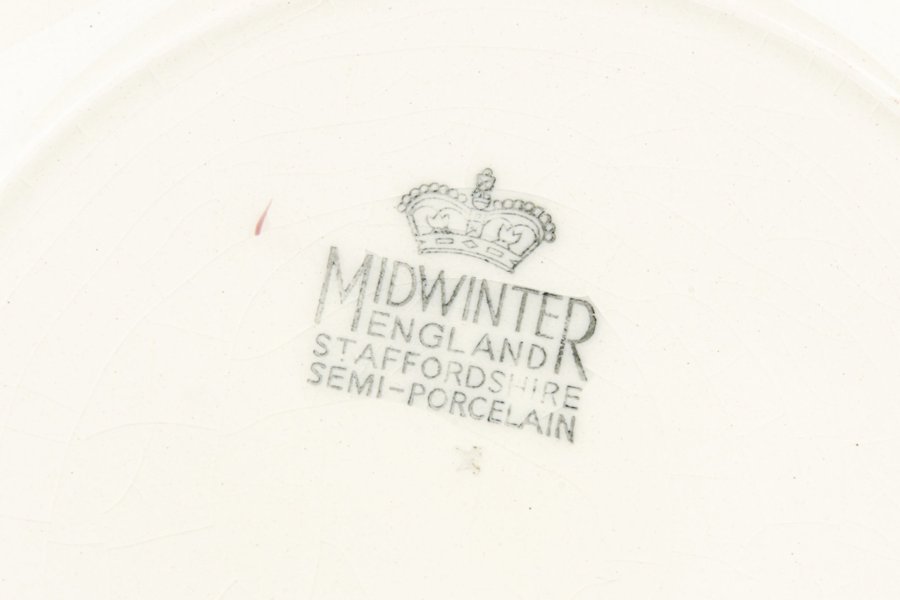 MIDWINTER
ENGLAND
STAFFORDSHIRE
SEMI-PORCELAIN